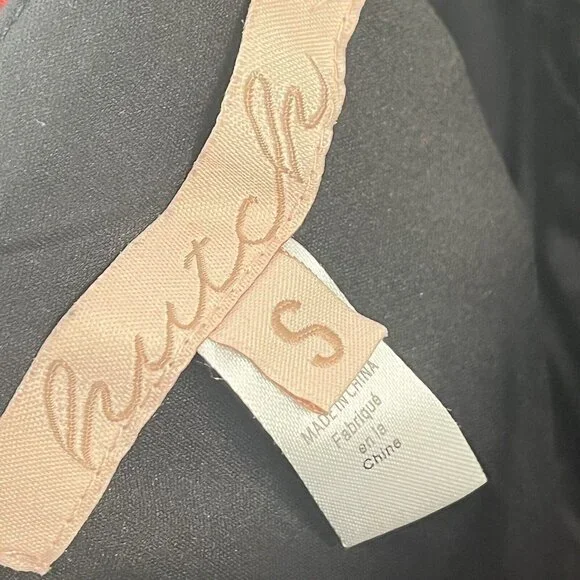 hutch
S
MADE IN CHINA
Fabriqué
en la
Chine